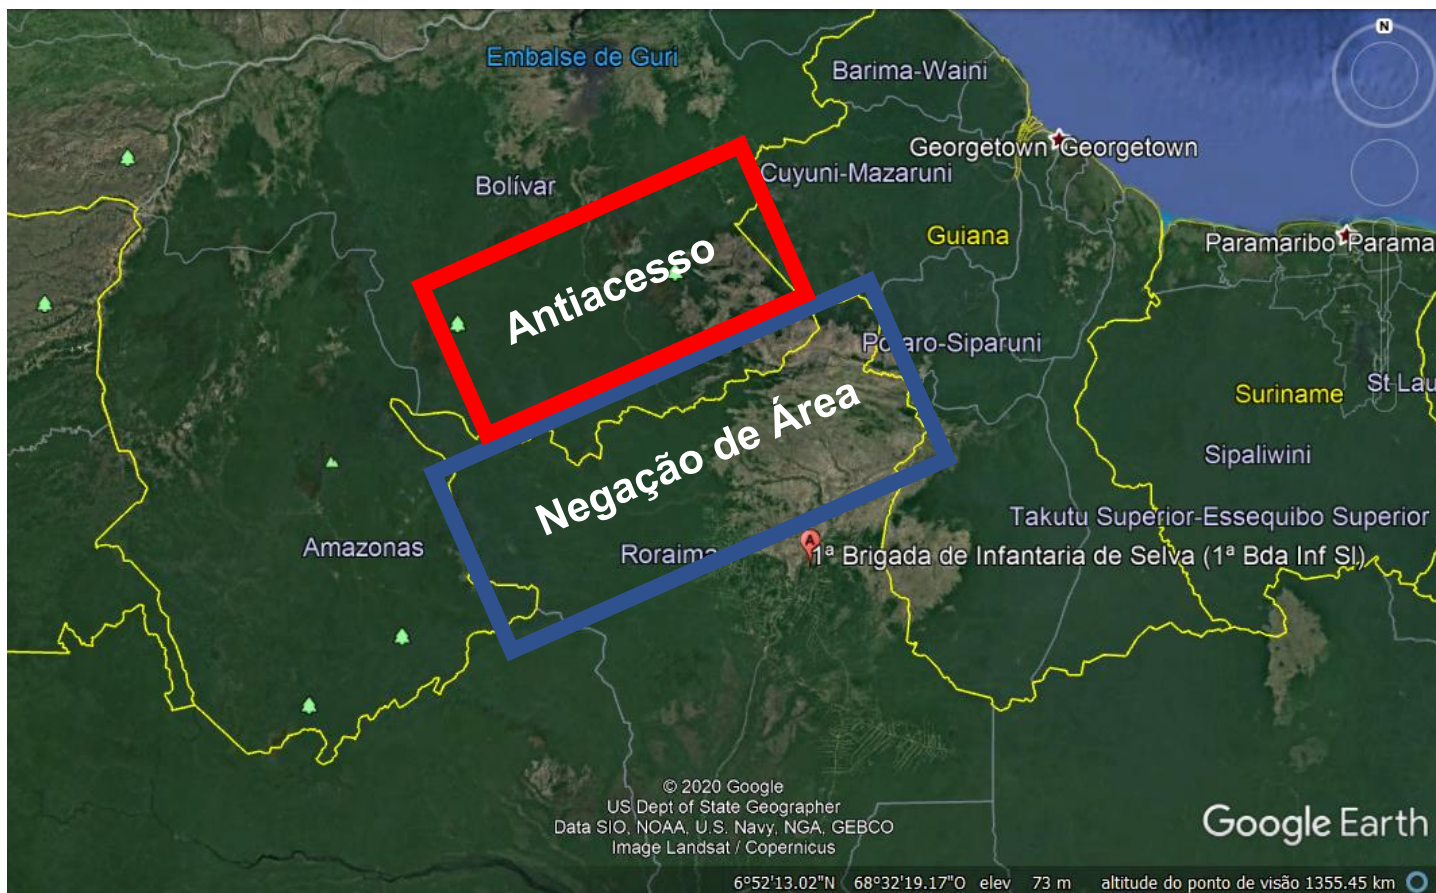 N
Embalse de Guri
Barima-Waini
Georgetown Georgetown
Cuyuni-Mazaruni
Bolívar
Guiana
Paramaribo Parama
Antiacesso
Potaro-Siparuni
St Lau
Suriname
Negação de Área
Sipaliwini
Takutu Superior-Essequibo Superior
Amazonas
Roraima
A
1ª Brigada de Infantaria de Selva (1ª Bda Inf Sl)
© 2020 Google
US Dept of State Geographer
Data SIO, NOAA, U.S. Navy, NGA, GEBCO
Image Landsat / Copernicus
Google Earth
6°52'13.02"N 68°32'19.17"O elev 73 m altitude do ponto de visão 1355.45 km